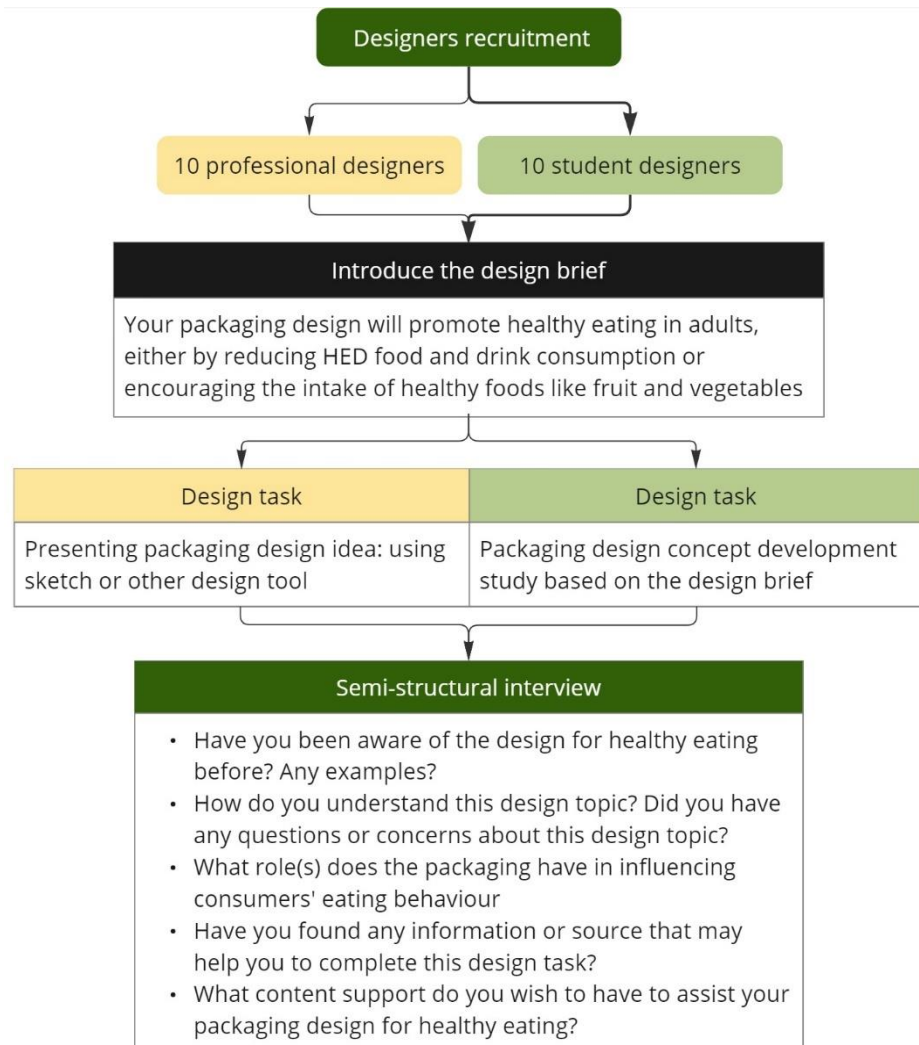 Designers recruitment
10 professional designers
10 student designers
Introduce the design brief
Your packaging design will promote healthy eating in adults,
either by reducing HED food and drink consumption or
encouraging the intake of healthy foods like fruit and vegetables
Design task
Presenting packaging design idea: using
sketch or other design tool
Design task
Packaging design concept development
study based on the design brief
Semi-structural interview
• Have you been aware of the design for healthy eating
before? Any examples?
• How do you understand this design topic? Did you have
any questions or concerns about this design topic?
• What role(s) does the packaging have in influencing
consumers' eating behaviour
• Have you found any information or source that may
help you to complete this design task?
• What content support do you wish to have to assist your
packaging design for healthy eating?